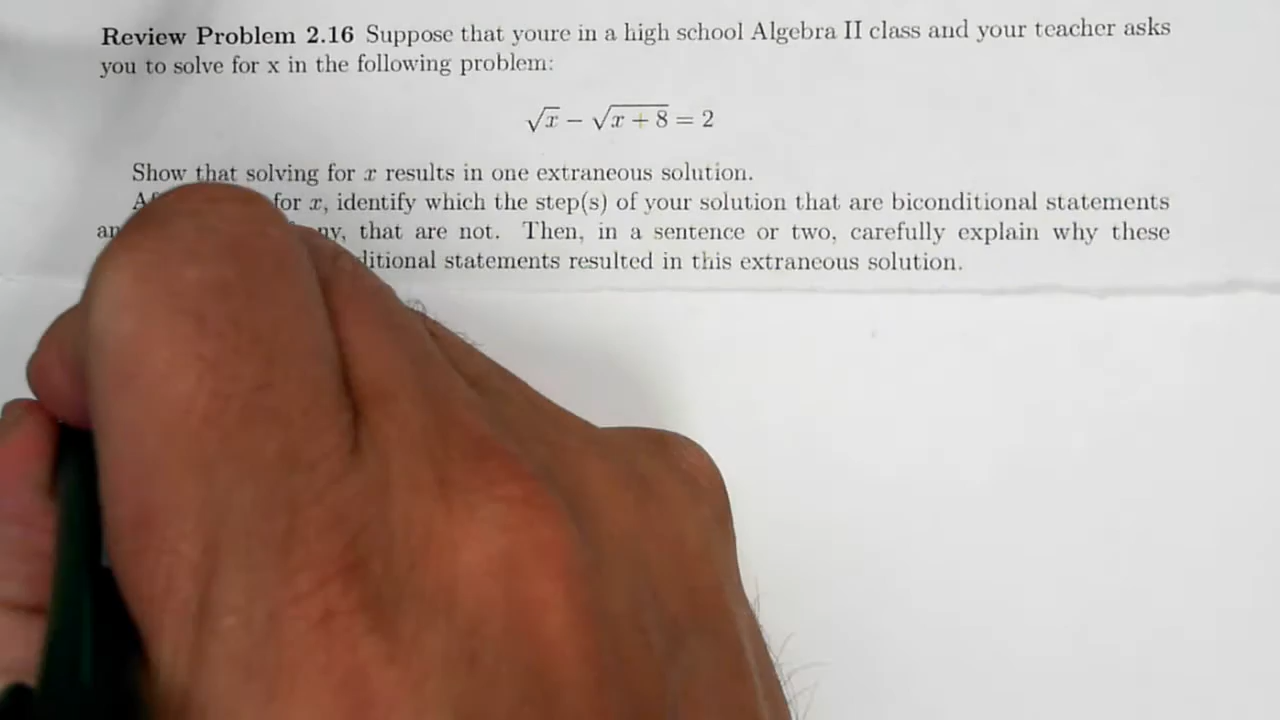 Review Problem 2.16 Suppose that youre in a high school Algebra II class and your teacher asks
you to solve for x in the following problem:
√x − √(x + 8) = 2
Show that solving for x results in one extraneous solution.
for x, identify which the step(s) of your solution that are biconditional statements
that are not. Then, in a sentence or two, carefully explain why these
statements resulted in this extraneous solution.